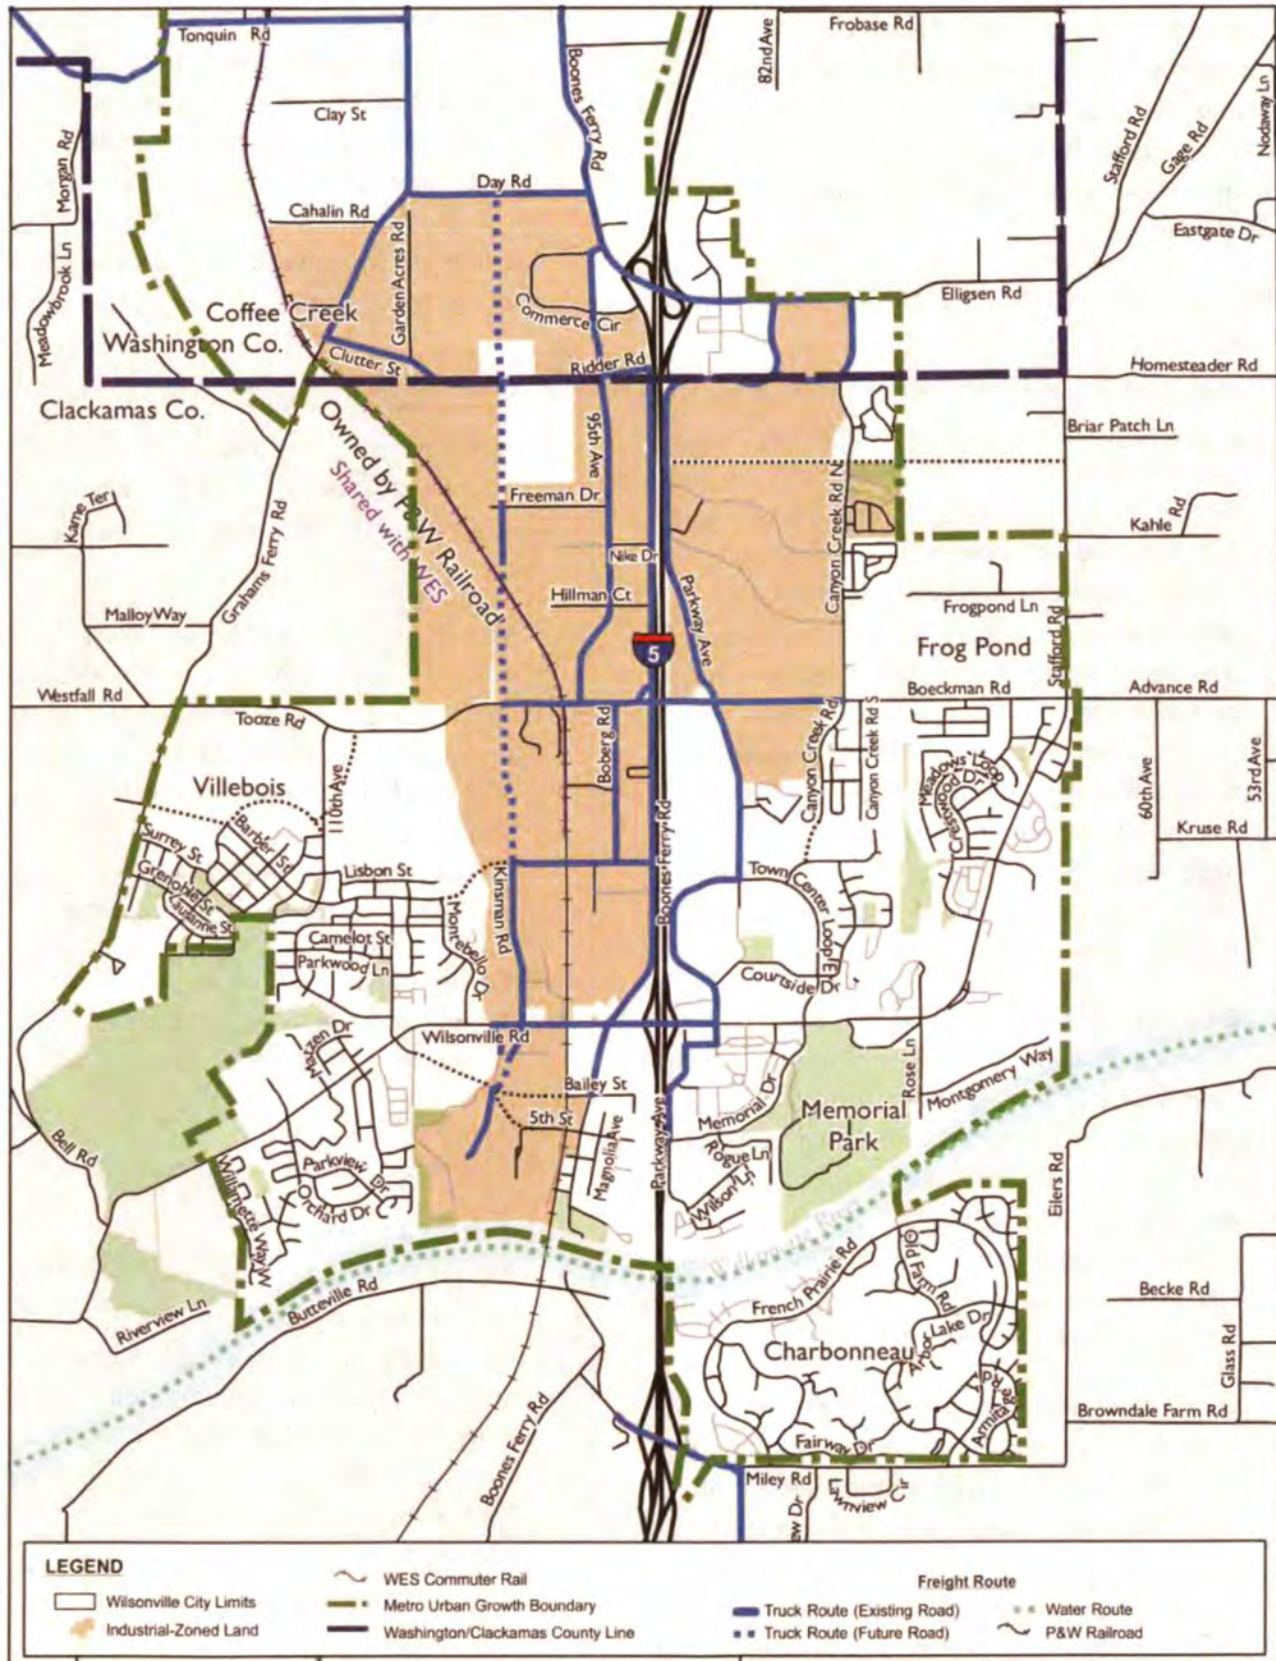 Tonquin Rd
Boones Ferry Rd
82nd Ave
Frobase Rd
Clay St
Morgan Rd
Stafford Rd
Gage Rd
Nodaway Ln
Day Rd
Cahalin Rd
Garden Acres Rd
Eastgate Dr
Meadowbrook Ln
Coffee Creek
Commerce Cir
Elligsen Rd
Washington Co.
Clutter St
Ridder Rd
Homesteader Rd
Clackamas Co.
Owned by P&W Railroad
Shared with WES
95th Ave
Briar Patch Ln
Canyon Creek Rd N
Kame Ter
Freeman Dr
Kahle Rd
Grahams Ferry Rd
Nike Dr
Parkway Ave
Hillman Ct
Frogpond Ln
Malloy Way
5
Frog Pond
Stafford Rd
Westfall Rd
Tooze Rd
Boeckman Rd
Advance Rd
Villebois
110th Ave
Boberg Rd
Canyon Creek Rd
Canyon Creek Rd S
Meadows Loop
Crestwood Dr
60th Ave
53rd Ave
Kruse Rd
Surrey St
Barber St
Grenoble St
Lausanne St
Lisbon St
Kinsman Rd
Boones Ferry Rd
Town Center Loop E
Camelot St
Parkwood Ln
Montebello Dr
Courtside Dr
Wilsonville Rd
Rose Ln
Montgomery Way
Bailey St
5th St
Memorial Dr
Memorial
Park
Bell Rd
Parkview Dr
Orchard Dr
Magnolia Ave
Parkway Ave
Rogue Ln
Wilson Ln
Eilers Rd
Willamette Way W
Riverview Ln
Butteville Rd
French Prairie Rd
Old Farm Rd
Arbor Lake Dr
Becke Rd
Charbonneau
Glass Rd
Armitage Rd
Browndale Farm Rd
Boones Ferry Rd
Fairway Dr
Miley Rd
ew Dr
LEGEND
Wilsonville City Limits
Industrial-Zoned Land
WES Commuter Rail
Metro Urban Growth Boundary
Washington/Clackamas County Line
Freight Route
Truck Route (Existing Road)
Truck Route (Future Road)
Water Route
P&W Railroad